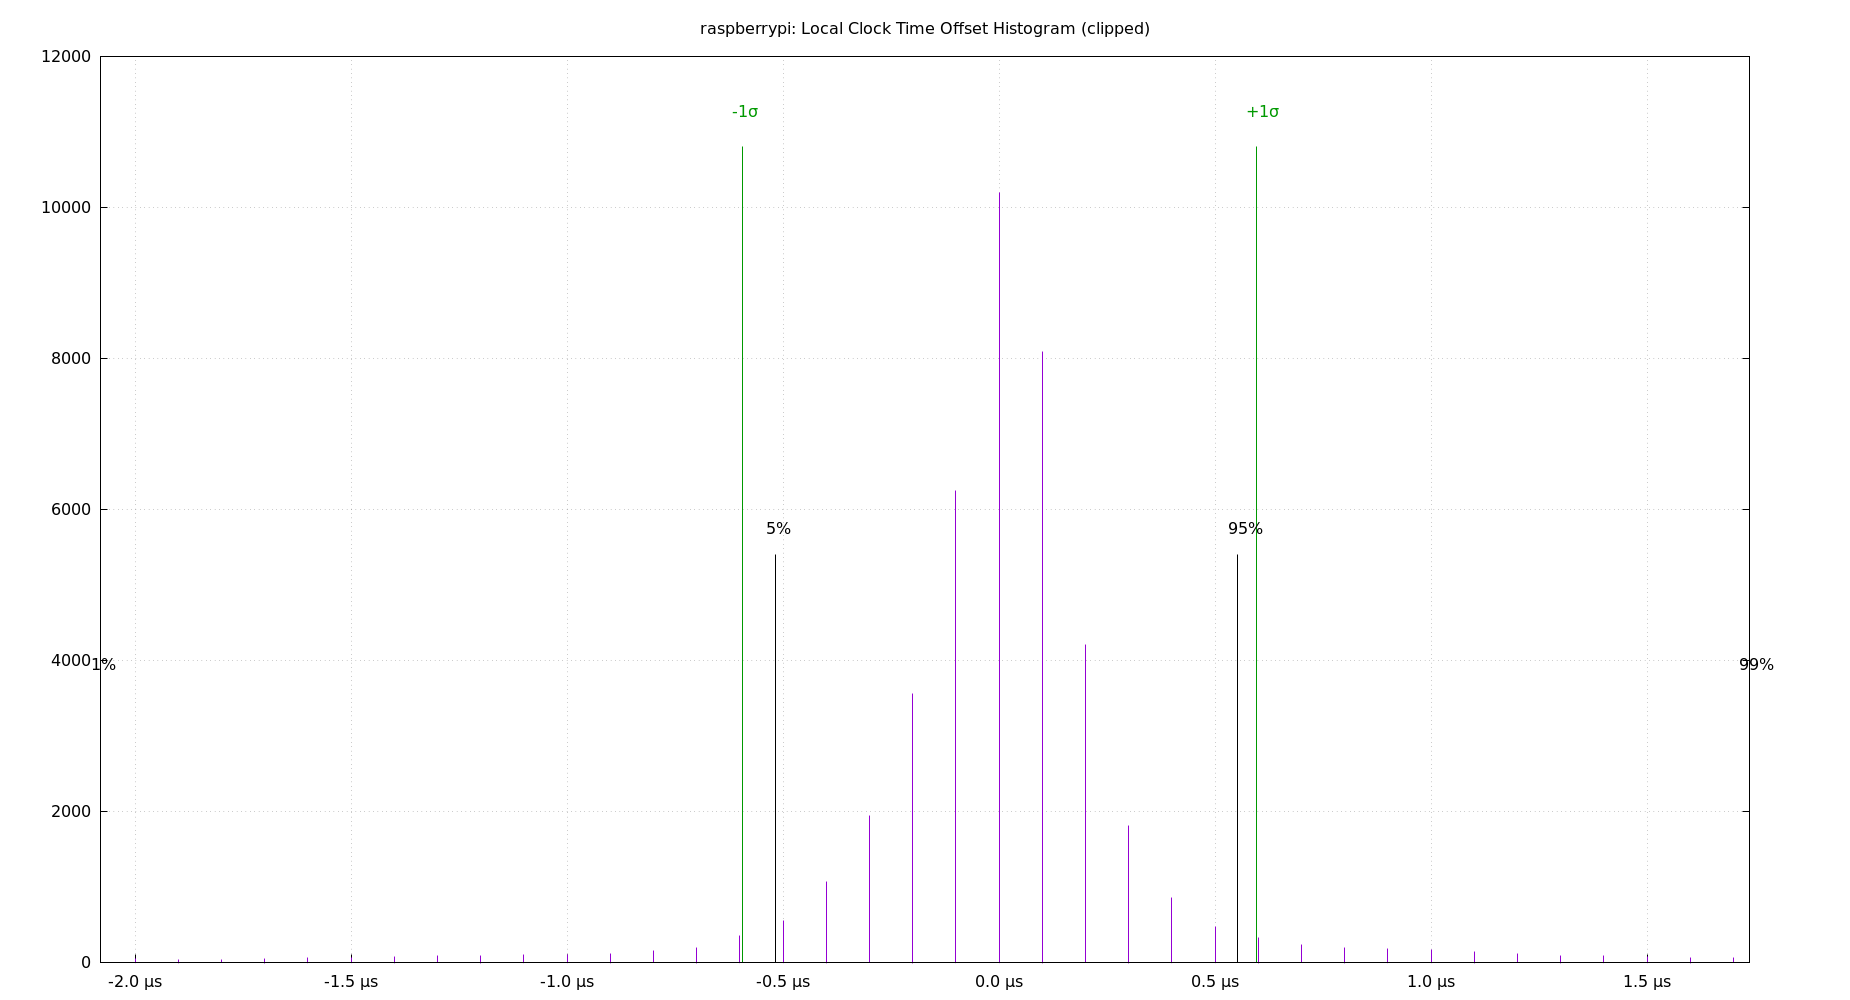 raspberrypi: Local Clock Time Offset Histogram (clipped)
12000
-1σ
+1σ
10000
8000
6000
5%
95%
4000
1%
99%
2000
0
-2.0 µs
-1.5 µs
-1.0 µs
-0.5 µs
0.0 µs
0.5 µs
1.0 µs
1.5 µs